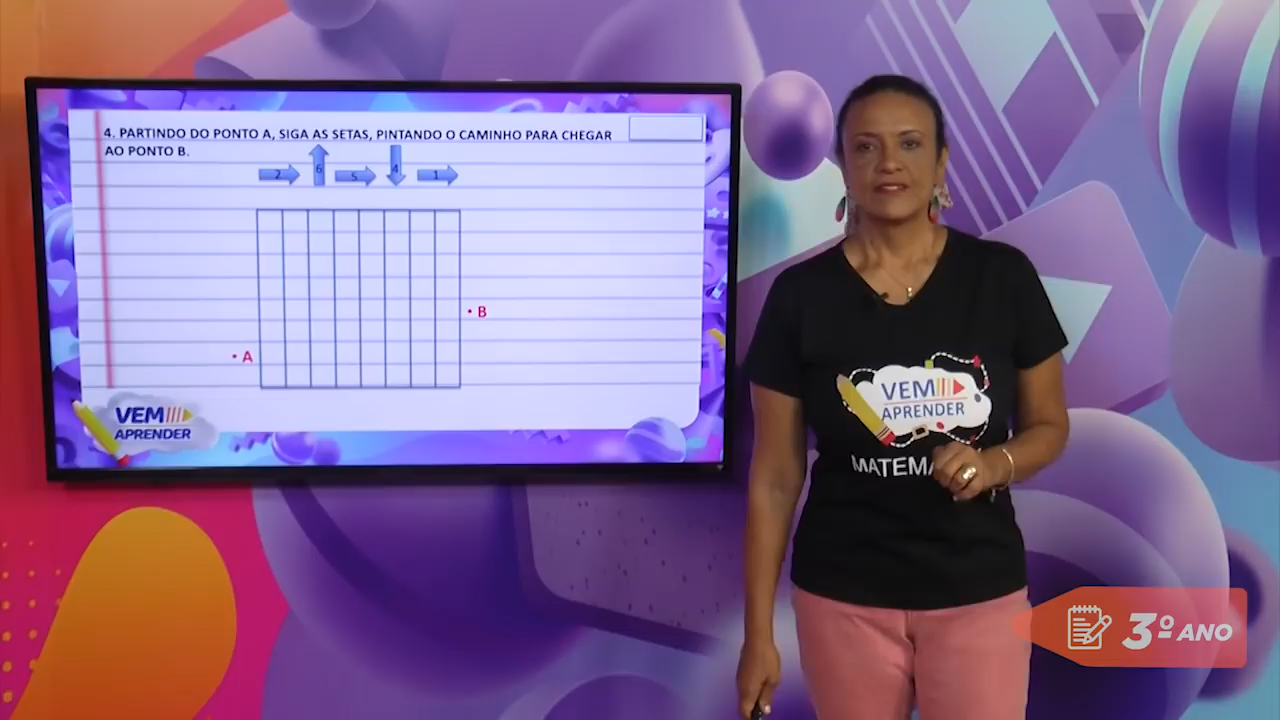 4. PARTINDO DO PONTO A, SIGA AS SETAS, PINTANDO O CAMINHO PARA CHEGAR
AO PONTO B.
2 6 5 4 1
• B
• A
VEM
APRENDER
VEM
APRENDER
MATEMA
3º ANO